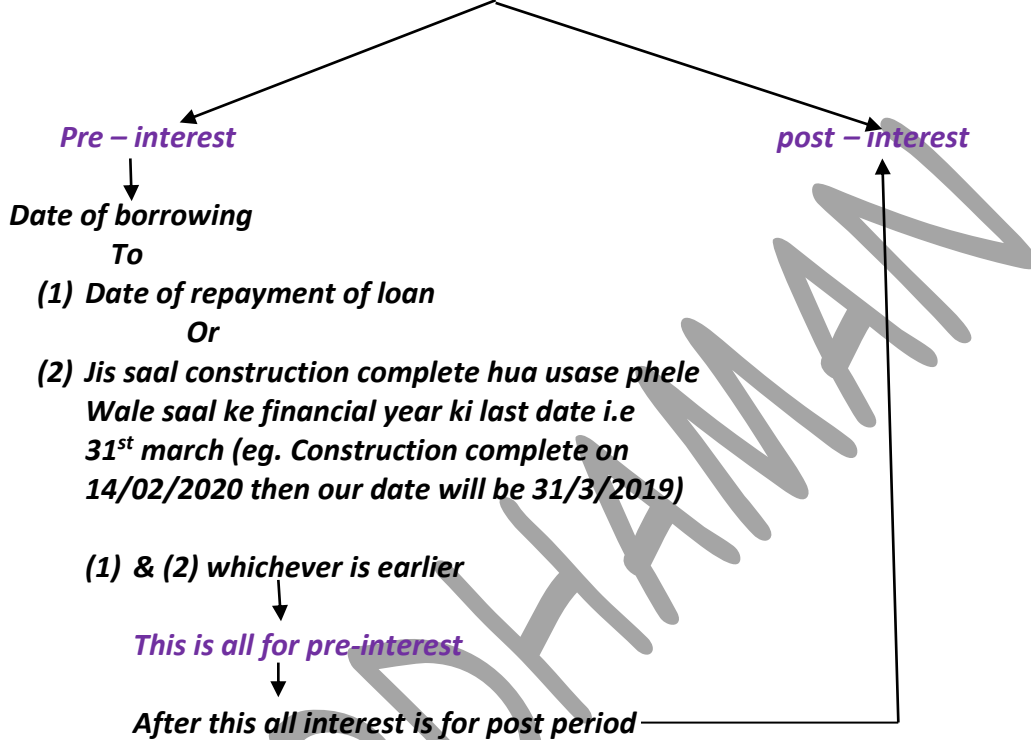 Pre – interest
post – interest
Date of borrowing
To
(1) Date of repayment of loan
Or
(2) Jis saal construction complete hua usase phele
Wale saal ke financial year ki last date i.e
31st march (eg. Construction complete on
14/02/2020 then our date will be 31/3/2019)
(1) & (2) whichever is earlier
This is all for pre-interest
After this all interest is for post period